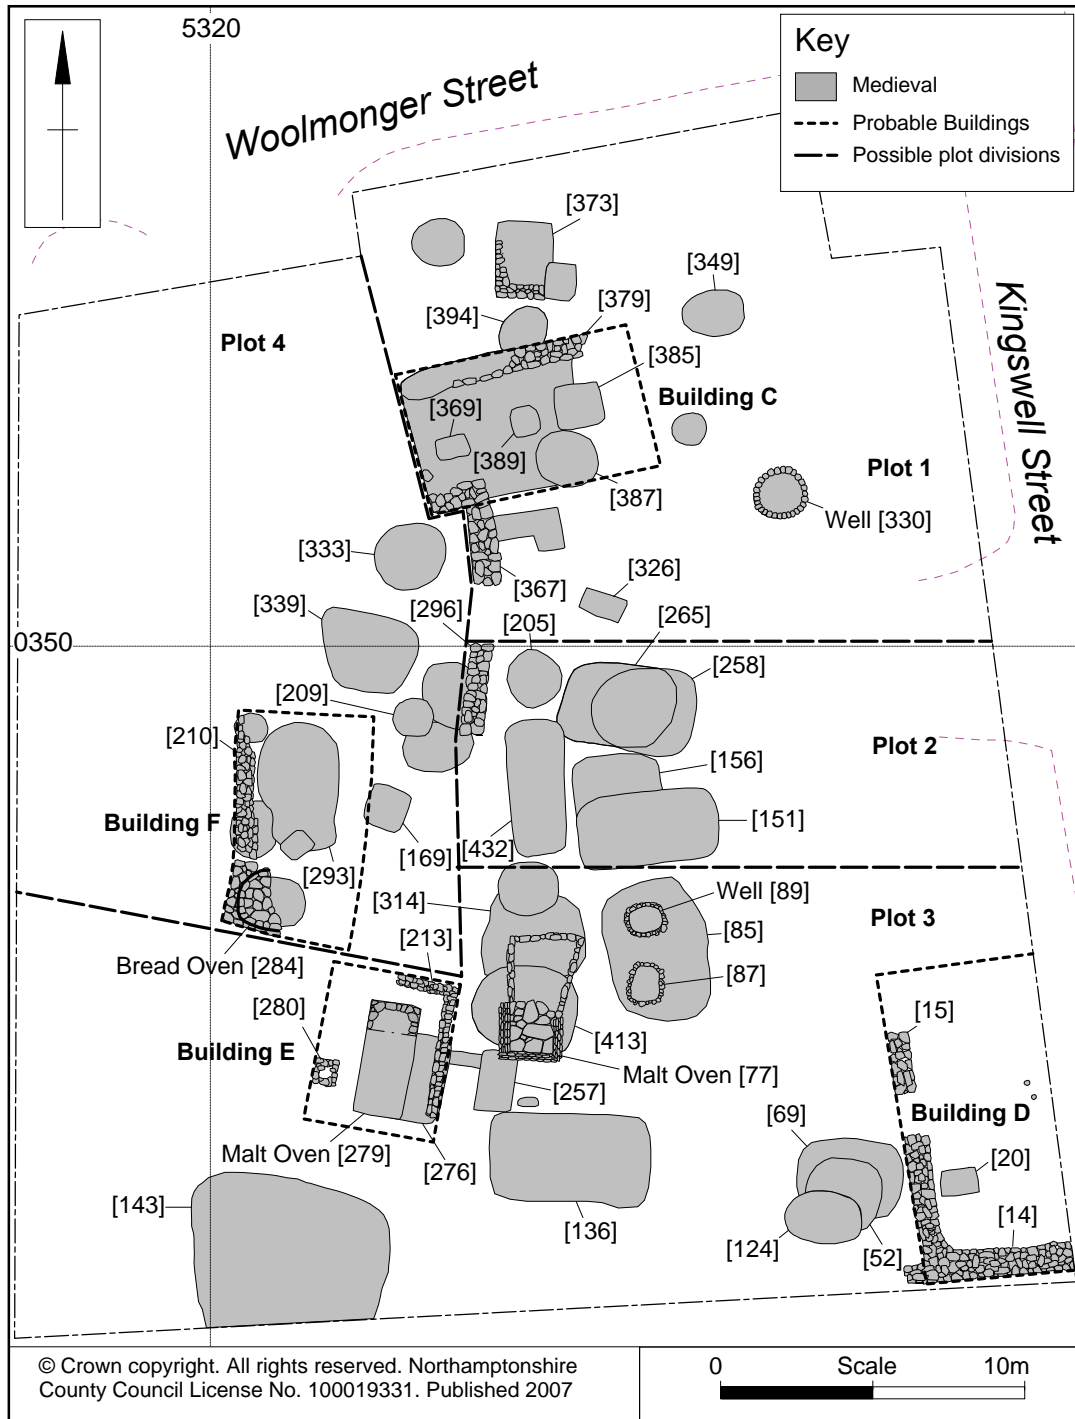 5320
Woolmonger Street
Key
Medieval
Probable Buildings
Possible plot divisions
[373]
[349]
[394]
[379]
Plot 4
Kingswell Street
[385]
Building C
[369]
[389]
[387]
Plot 1
Well [330]
[333]
[367]
[326]
[339]
[296]
[205]
[265]
0350
[258]
[209]
[210]
Plot 2
[156]
Building F
[151]
[169]
[432]
[293]
[314]
Well [89]
[85]
Plot 3
[213]
Bread Oven [284]
[87]
[280]
[15]
Building E
[413]
Malt Oven [77]
[257]
Building D
[69]
Malt Oven [279]
[276]
[20]
[143]
[136]
[124]
[52]
[14]
© Crown copyright. All rights reserved. Northamptonshire
County Council License No. 100019331. Published 2007
0 Scale 10m